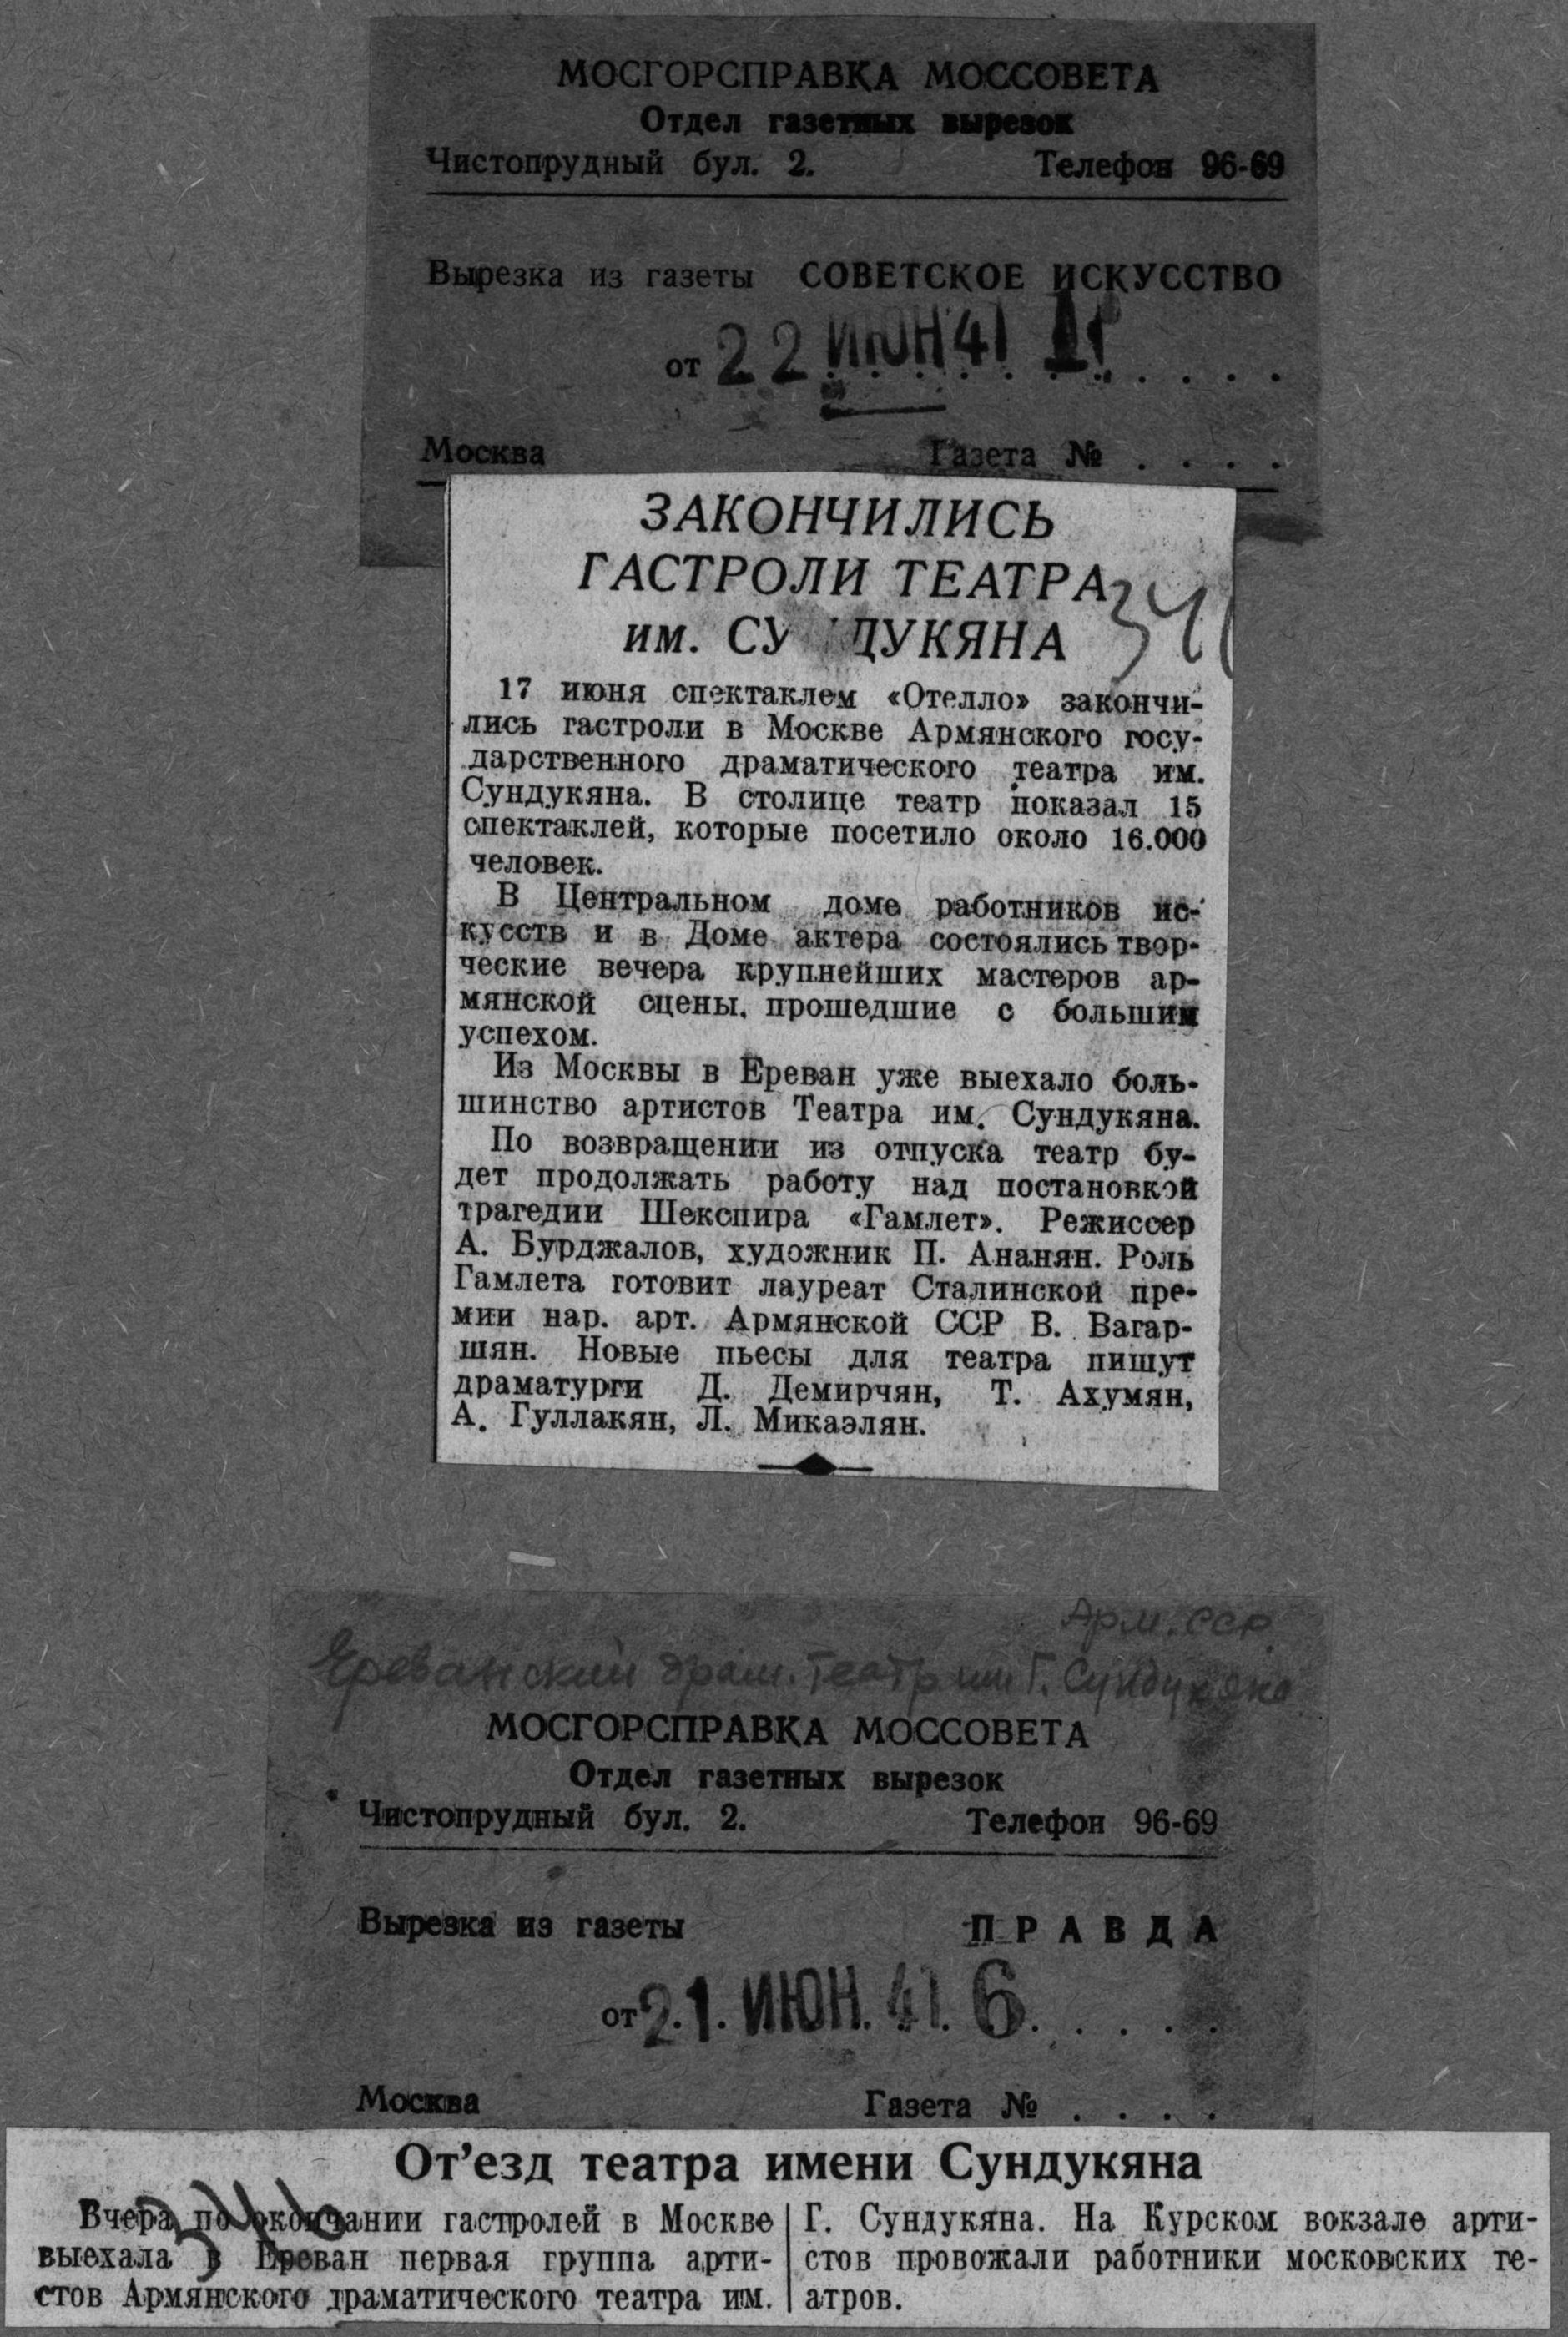 МОСГОРСПРАВКА МОССОВЕТА
Отдел газетных вырезок
Чистопрудный бул. 2. Телефон 96-69
Вырезка из газеты СОВЕТСКОЕ ИСКУССТВО
от 22 ИЮН 41
Москва Газета № . . . .
ЗАКОНЧИЛИСЬ
ГАСТРОЛИ ТЕАТРА
им. СУ ДУКЯНА
17 июня спектаклем «Отелло» закончи-
лись гастроли в Москве Армянского госу-
дарственного драматического театра им.
Сундукяна. В столице театр показал 15
спектаклей, которые посетило около 16.000
человек.
В Центральном доме работников ис-
кусств и в Доме актера состоялись твор-
ческие вечера крупнейших мастеров ар-
мянской сцены, прошедшие с большим
успехом.
Из Москвы в Ереван уже выехало боль-
шинство артистов Театра им. Сундукяна.
По возвращении из отпуска театр бу-
дет продолжать работу над постановкой
трагедии Шекспира «Гамлет». Режиссер
А. Бурджалов, художник П. Ананян. Роль
Гамлета готовит лауреат Сталинской пре-
мии нар. арт. Армянской ССР В. Вагар-
шян. Новые пьесы для театра пишут
драматурги Д. Демирчян, Т. Ахумян,
А. Гуллакян, Л. Микаэлян.
Арм. ССР
Ереванский драм. театр им Г. Сундукяна
МОСГОРСПРАВКА МОССОВЕТА
Отдел газетных вырезок
Чистопрудный бул. 2. Телефон 96-69
Вырезка из газеты ПРАВДА
от 21. ИЮН. 41. 6
Москва Газета № . . . .
От'езд театра имени Сундукяна
Вчера по окончании гастролей в Москве
выехала в Ереван первая группа арти-
стов Армянского драматического театра им.
Г. Сундукяна. На Курском вокзале арти-
стов провожали работники московских те-
атров.